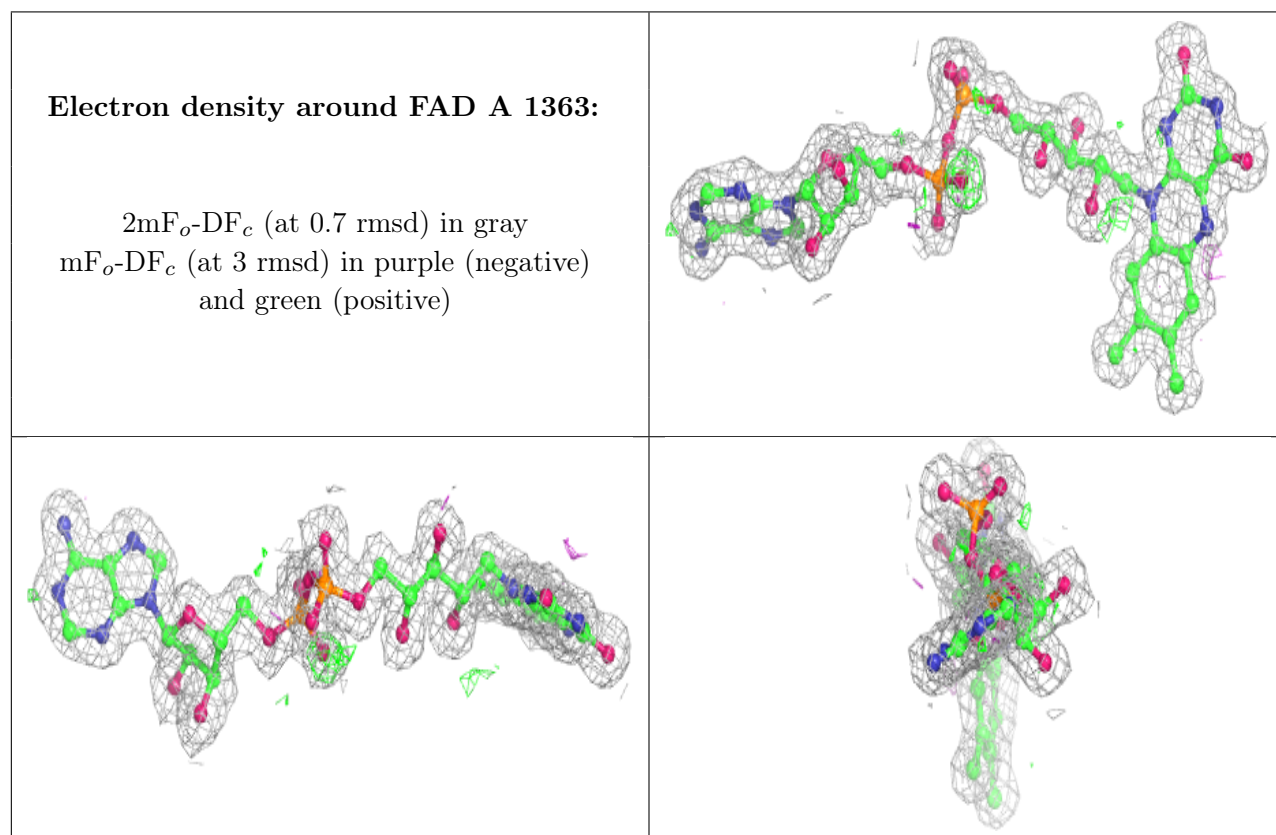 Electron density around FAD A 1363:
2mFo-DFc (at 0.7 rmsd) in gray
mFo-DFc (at 3 rmsd) in purple (negative)
and green (positive)